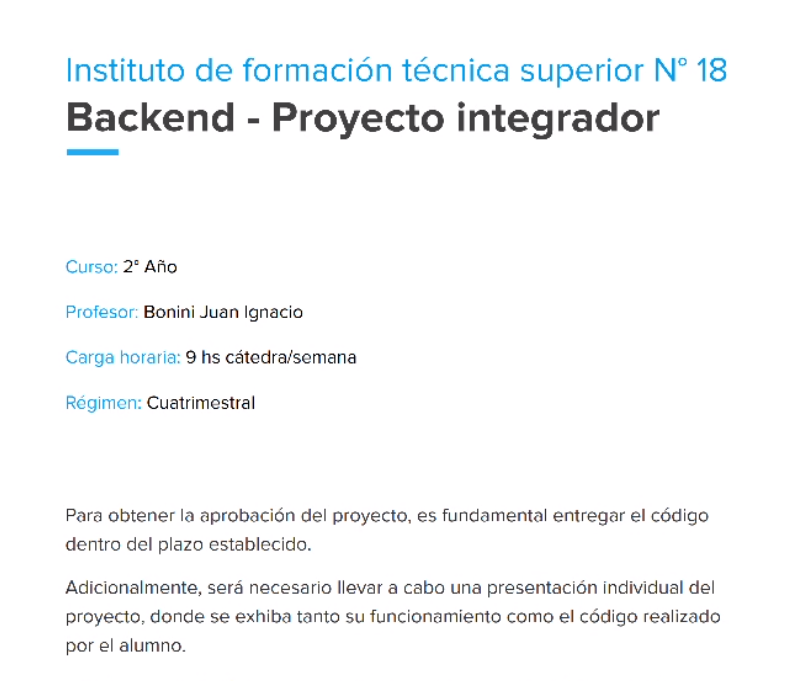 Instituto de formación técnica superior N° 18
Backend - Proyecto integrador
Curso: 2° Año
Profesor: Bonini Juan Ignacio
Carga horaria: 9 hs cátedra/semana
Régimen: Cuatrimestral
Para obtener la aprobación del proyecto, es fundamental entregar el código
dentro del plazo establecido.
Adicionalmente, será necesario llevar a cabo una presentación individual del
proyecto, donde se exhiba tanto su funcionamiento como el código realizado
por el alumno.